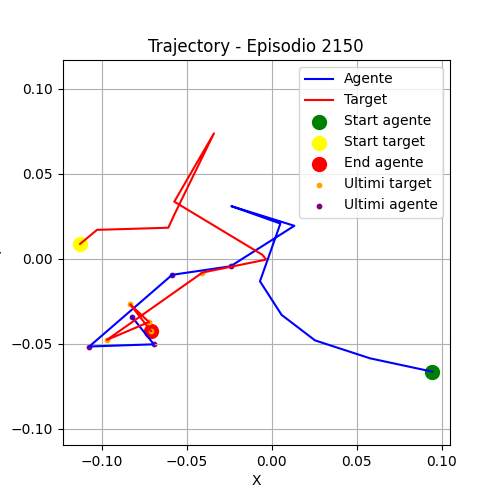 Trajectory - Episodio 2150
Agente
Target
Start agente
Start target
End agente
Ultimi target
Ultimi agente
0.10
0.05
0.00
−0.05
−0.10
−0.10
−0.05
0.00
0.05
0.10
X